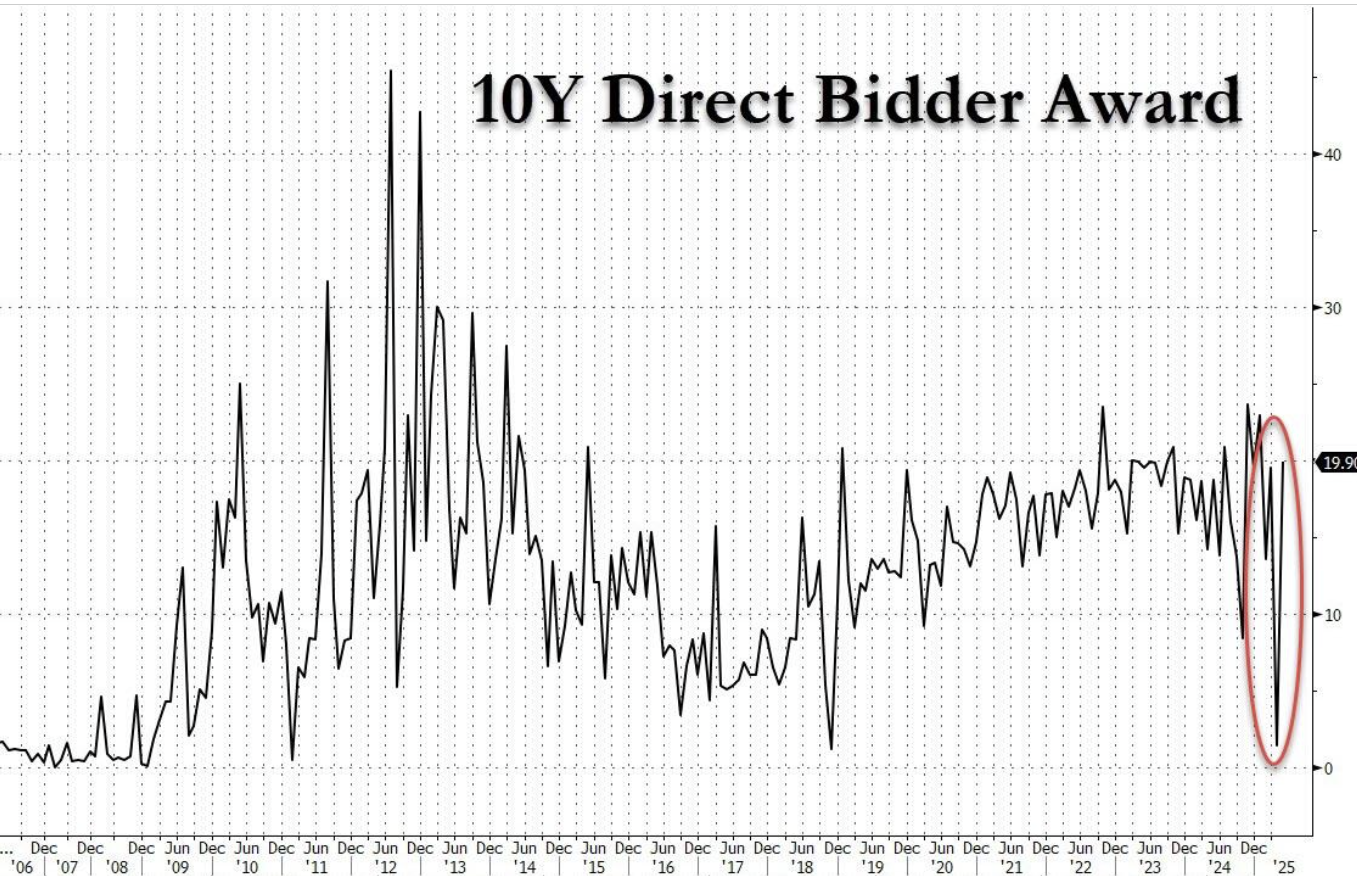 10Y Direct Bidder Award
40
30
19.90
10
0
... Dec Dec Dec Jun Dec Jun Dec Jun Dec Jun Dec Jun Dec Jun Dec Jun Dec Jun Dec Jun Dec Jun Dec Jun Dec Jun Dec Jun Dec Jun Dec Jun Dec Jun Dec
'06 '07 '08 '09 '10 '11 '12 '13 '14 '15 '16 '17 '18 '19 '20 '21 '22 '23 '24 '25